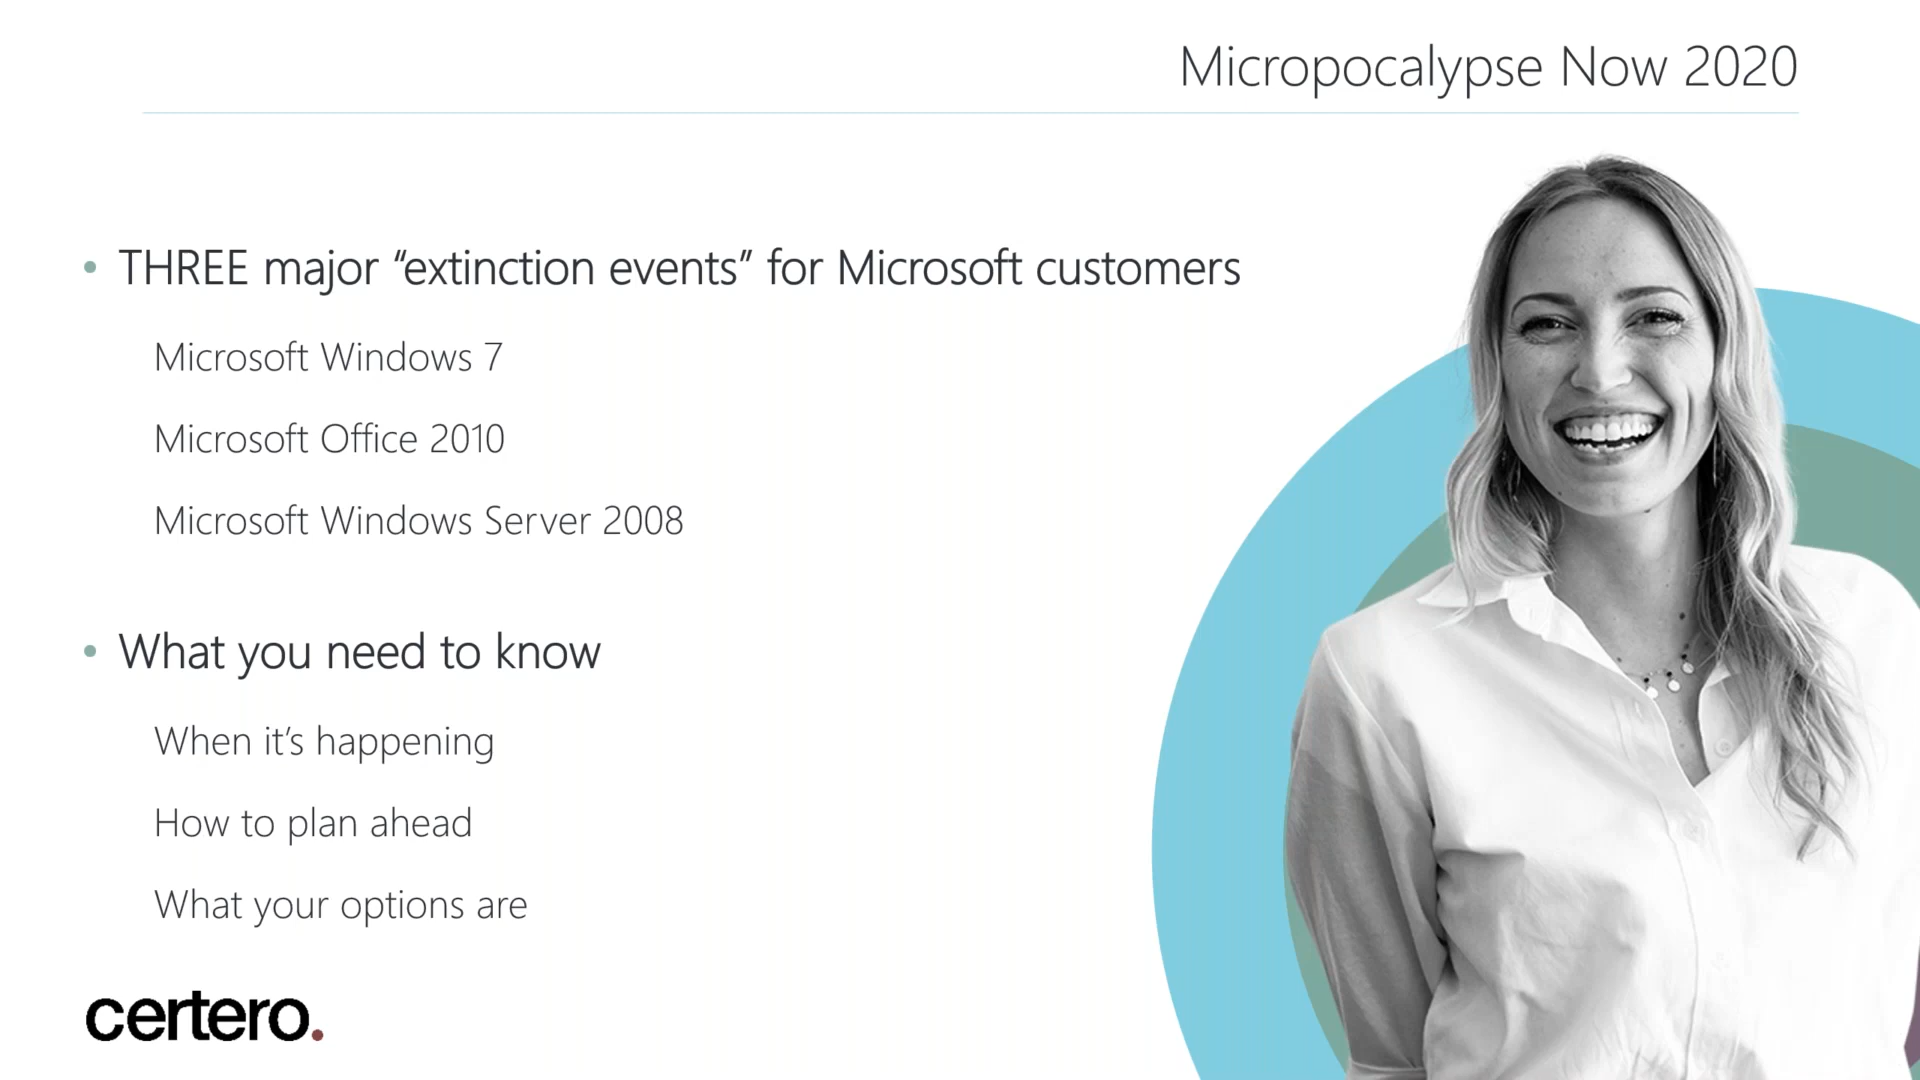 Micropocalypse Now 2020
• THREE major “extinction events” for Microsoft customers
Microsoft Windows 7
Microsoft Office 2010
Microsoft Windows Server 2008
• What you need to know
When it’s happening
How to plan ahead
What your options are
certero.